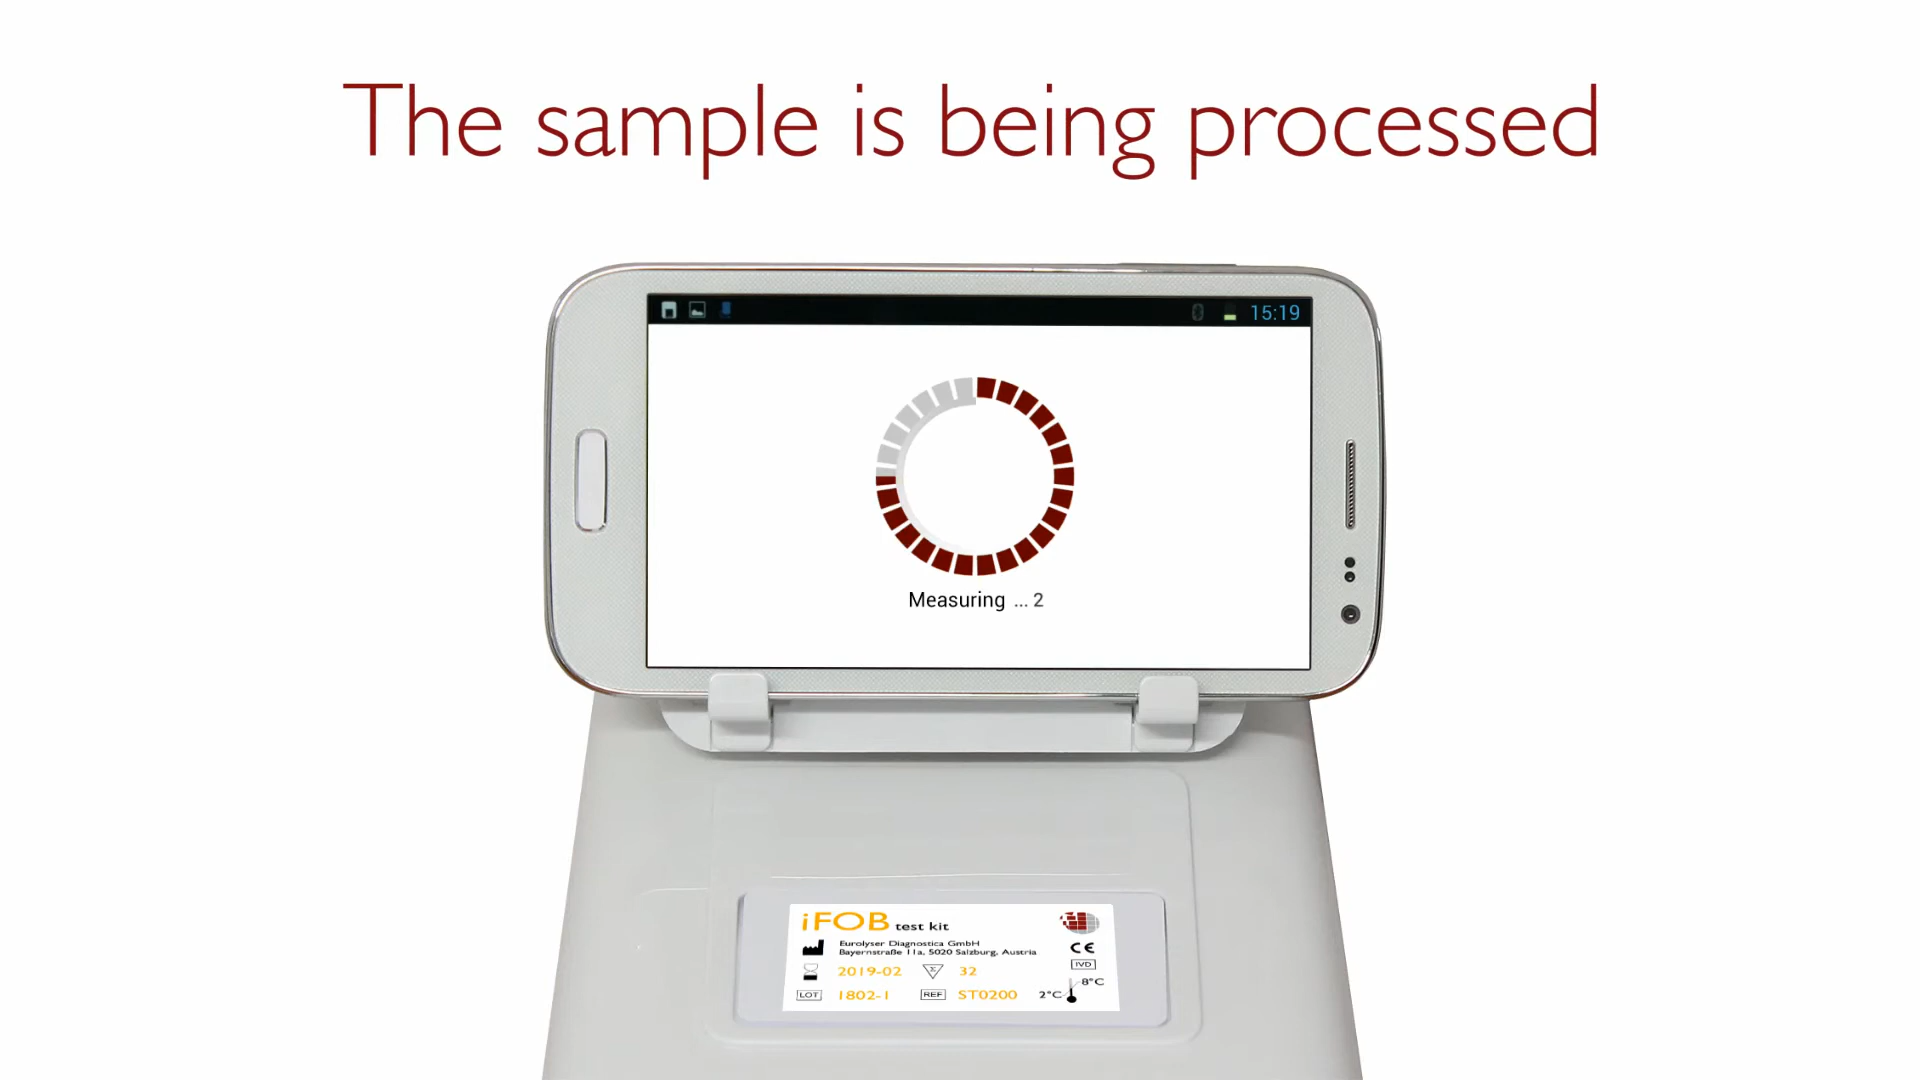 The sample is being processed
15:19
Measuring ... 2
iFOB test kit
Eurolyser Diagnostica GmbH
Bayernstraße 11a, 5020 Salzburg, Austria
CE
IVD
2019-02 Σ 32
8°C
LOT 1802-1 REF ST0200 2°C